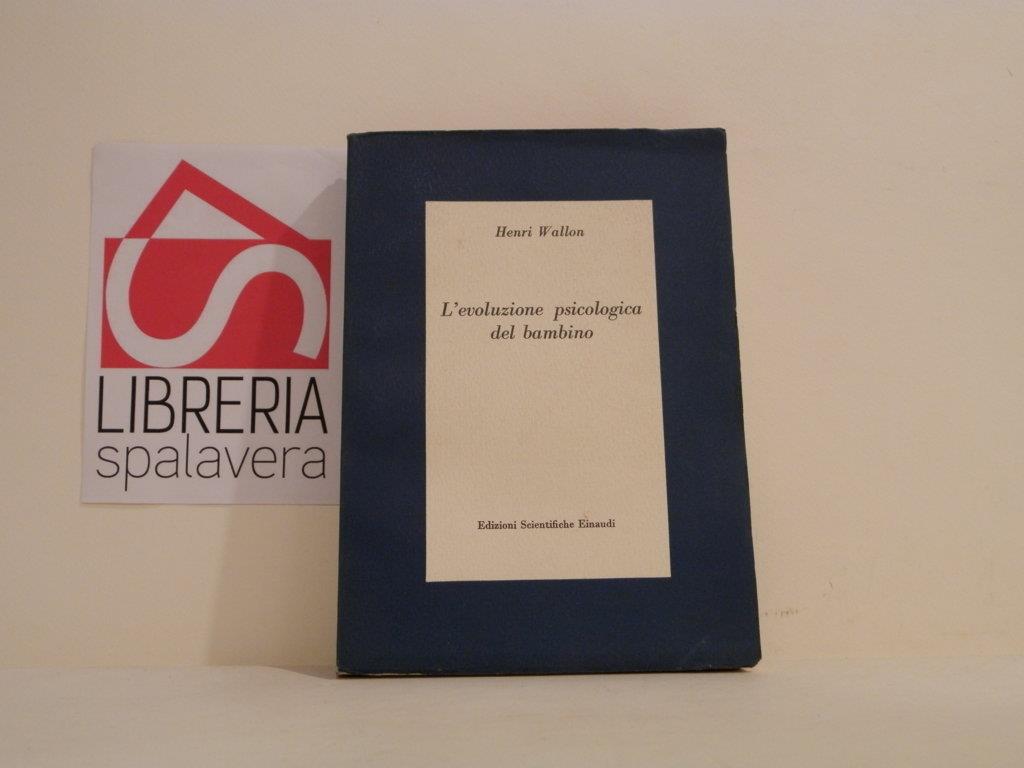 LIBRERIA
spalavera
Henri Wallon
L'evoluzione psicologica
del bambino
Edizioni Scientifiche Einaudi